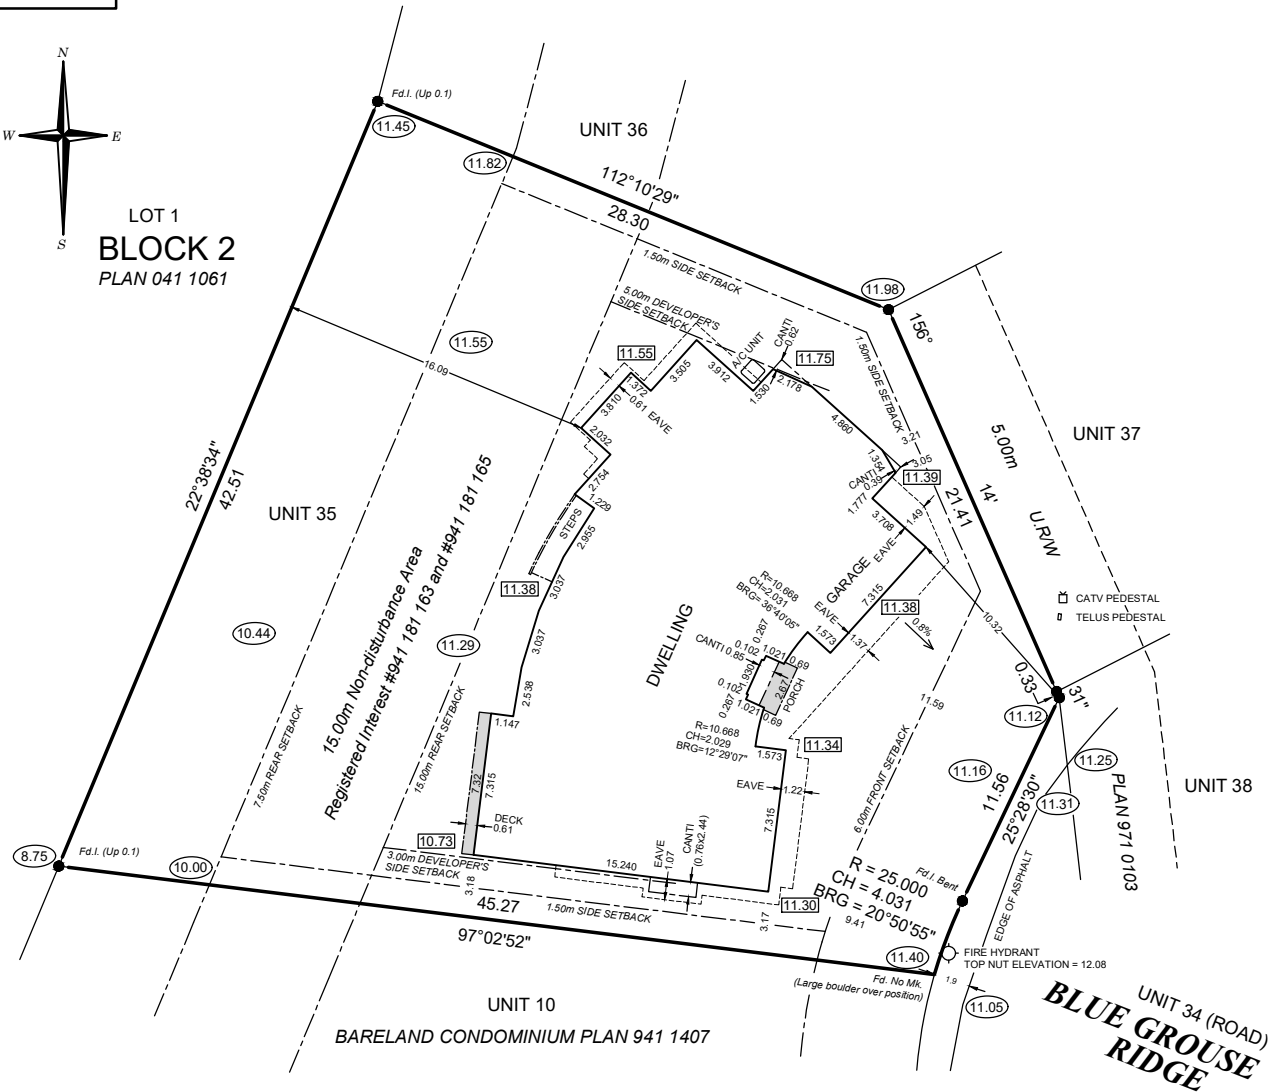 N
W
E
S
Fd.I. (Up 0.1)
11.45
UNIT 36
11.82
112°10'29"
28.30
LOT 1
BLOCK 2
PLAN 041 1061
1.50m SIDE SETBACK
5.00m DEVELOPER'S
SIDE SETBACK
11.98
156°
14'
31"
21.41
1.50m SIDE SETBACK
5.00m
U.R/W
UNIT 37
11.55
16.09
11.55
3.505
3.912
A/C UNIT
CANTI
0.62
11.75
1.530
2.178
1.372
0.61 EAVE
3.810
2.032
2.754
1.229
STEPS
2.955
4.860
3.21
3.05
1.354
CANTI
0.39
11.39
1.777
3.708
1.49
EAVE
22°38'34"
42.51
UNIT 35
15.00m Non-disturbance Area
Registered Interest #941 181 163 and #941 181 165
11.38
3.037
3.037
2.538
1.147
10.44
11.29
7.50m REAR SETBACK
15.00m REAR SETBACK
DWELLING
GARAGE
7.315
11.38
0.8%
10.32
EAVE
1.573
1.37
R=10.668
CH=2.031
BRG= 36°40'05"
0.267
0.102
1.021
0.69
CANTI 0.85
1.930
2.67
PORCH
0.102
0.267
1.021
0.69
R=10.668
CH=2.029
BRG=12°29'07"
1.573
11.34
EAVE
1.22
7.315
CATV PEDESTAL
TELUS PEDESTAL
0.33
11.12
11.59
6.00m FRONT SETBACK
11.16
11.56
25°28'30"
11.25
11.31
PLAN 971 0103
UNIT 38
7.32
7.315
DECK
0.61
10.73
3.00m DEVELOPER'S
SIDE SETBACK
3.18
15.240
EAVE
1.07
CANTI
(0.76x2.44)
11.30
3.17
8.75
Fd.I. (Up 0.1)
10.00
45.27
97°02'52"
1.50m SIDE SETBACK
R = 25.000
CH = 4.031
BRG = 20°50'55"
9.41
Fd.I. Bent
EDGE OF ASPHALT
11.40
Fd. No Mk.
(Large boulder over position)
FIRE HYDRANT
TOP NUT ELEVATION = 12.08
1.9
11.05
UNIT 10
BARELAND CONDOMINIUM PLAN 941 1407
UNIT 34 (ROAD)
BLUE GROUSE
RIDGE